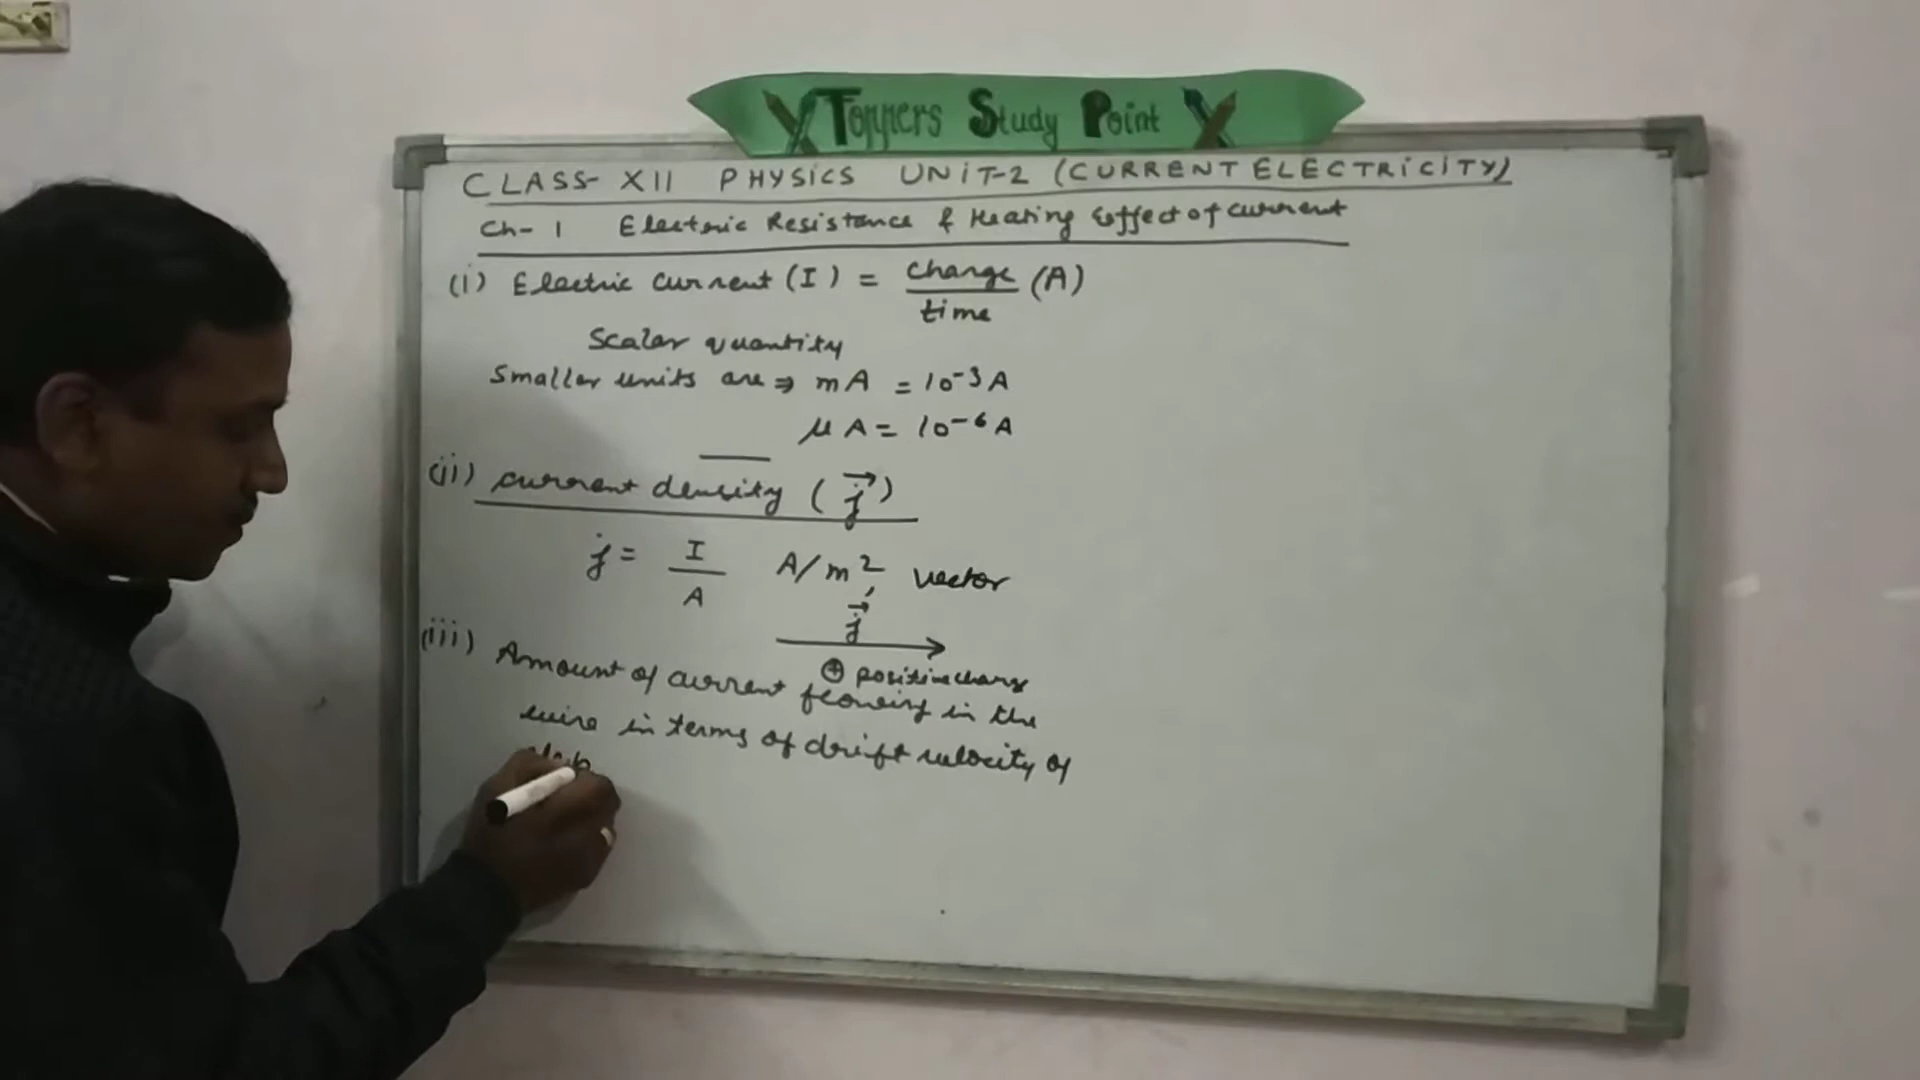 Toppers Study Point
CLASS- XII PHYSICS UNIT-2 (CURRENT ELECTRICITY)
Ch- 1 Electric Resistance & Heating Effect of current
(i) Electric current (I) = charge / time (A)
Scalar quantity
Smaller units are ⇒ mA = 10⁻³ A
μA = 10⁻⁶ A
(ii) current density (j⃗)
j = I / A A/m², vector
j⃗
⊕ positive charg
(iii) Amount of current flowing in the
wire in terms of drift velocity of